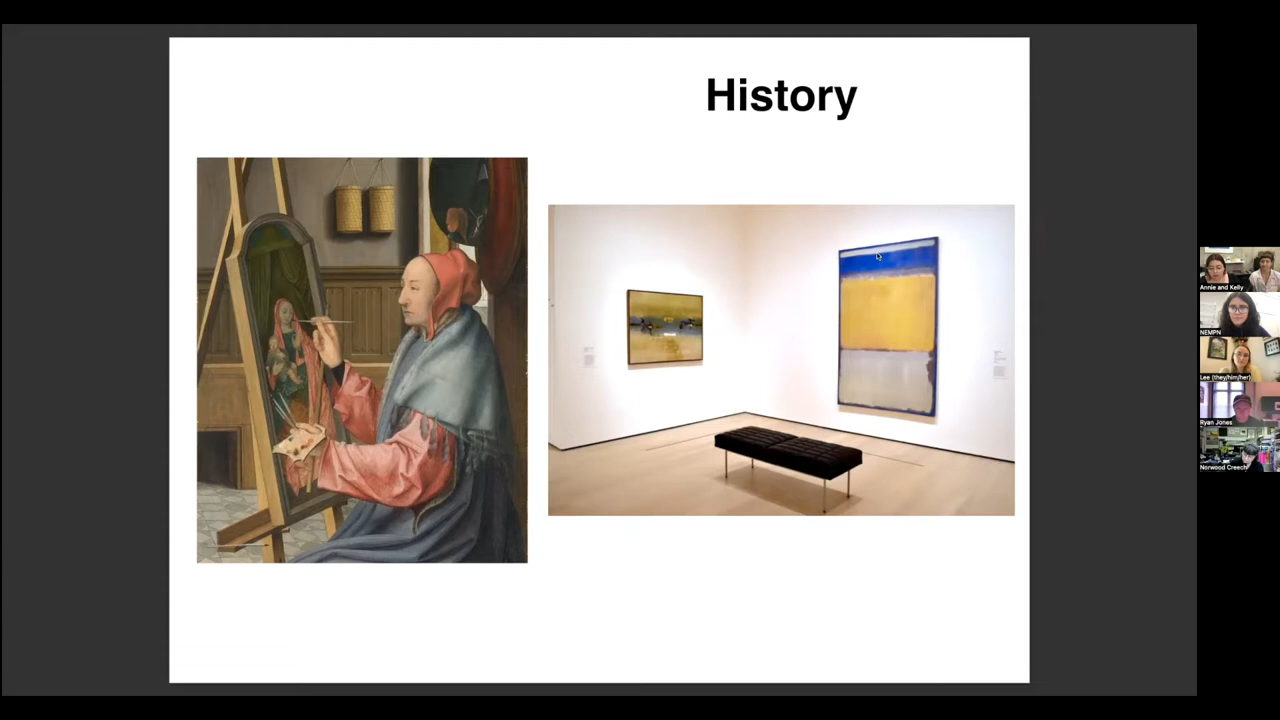 History
Annie and Kelly
NEMPN
Lee (they/him/her)
Ryan Jones
Norwood Creech